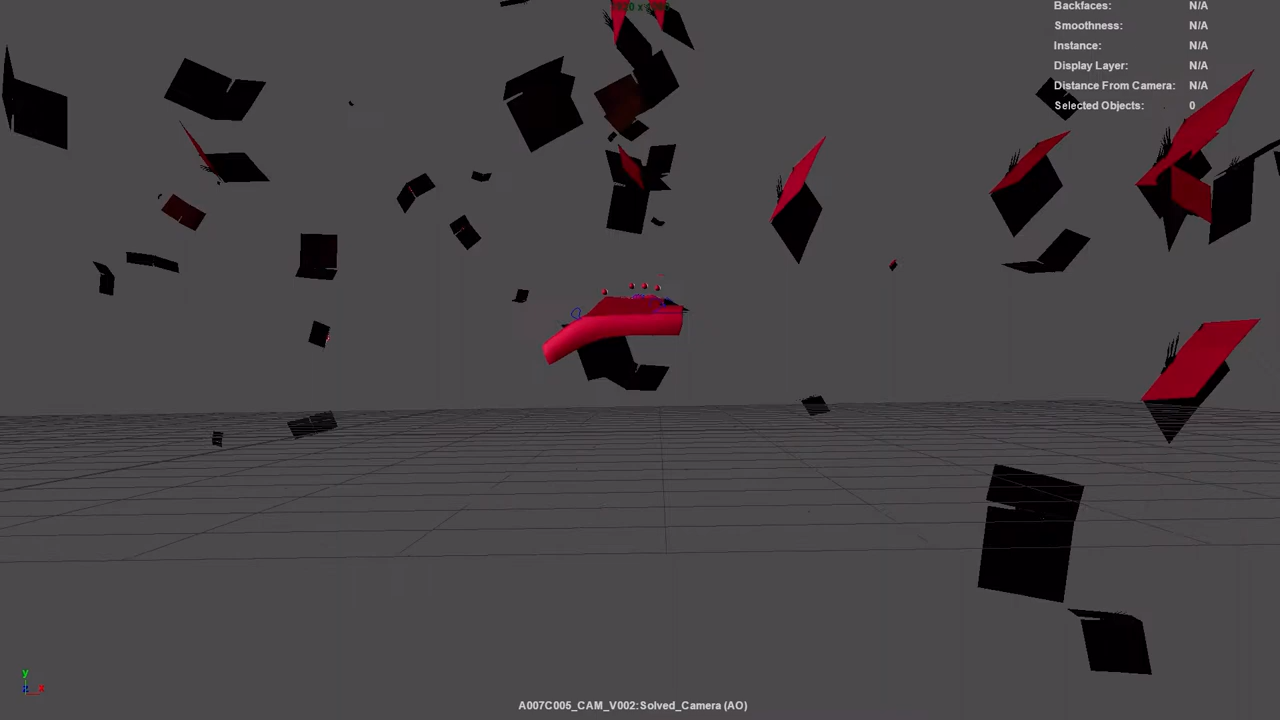 Backfaces: N/A
Smoothness: N/A
Instance: N/A
Display Layer: N/A
Distance From Camera: N/A
Selected Objects: 0
y
z x
A007C005_CAM_V002:Solved_Camera (AO)